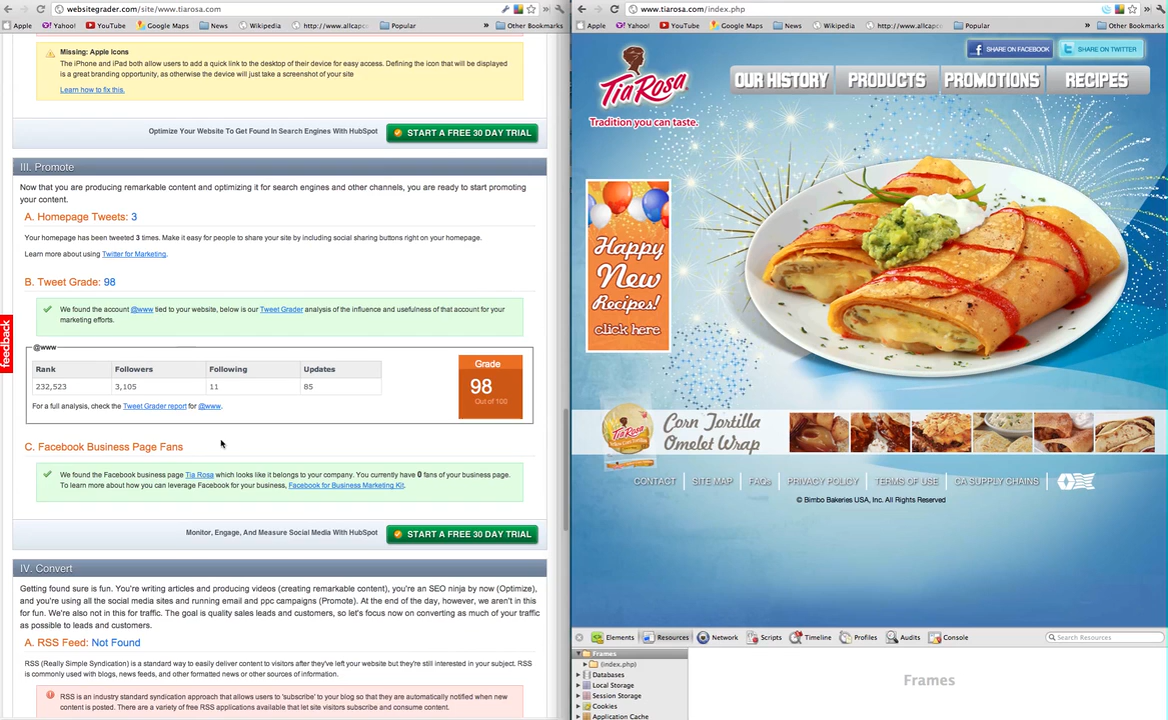 websitegrader.com/site/www.tiarosa.com
Apple Yahoo! YouTube Google Maps News Wikipedia http://www.allcapc... Popular » Other Bookmarks
Missing: Apple Icons
The iPhone and iPad both allow users to add a quick link to the desktop of their device for easy access. Defining the icon that will be displayed
is a great branding opportunity, as otherwise the device will just take a screenshot of your
site
Learn how to fix this.
Optimize Your Website To Get Found In Search Engines With HubSpot START A FREE 30 DAY TRIAL
III. Promote
Now that you are producing remarkable content and optimizing it for search engines and other channels, you are ready to start promoting
your content.
A. Homepage Tweets: 3
Your homepage has been tweeted 3 times. Make it easy for people to share your site by including social sharing buttons right on your homepage.
Learn more about using Twitter for Marketing.
B. Tweet Grade: 98
We found the account @www tied to your website, below is our Tweet Grader analysis of the influence and usefulness of that account for your
marketing efforts.
@www
Rank Followers Following Updates
232,523 3,105 11 85
Grade
98
Out of 100
For a full analysis, check the Tweet Grader report for @www.
C. Facebook Business Page Fans
We found the Facebook business page Tia Rosa which looks like it belongs to your company. You currently have 0 fans of your business page.
To learn more about how you can leverage Facebook for your business, Facebook for Business Marketing Kit.
Monitor, Engage, And Measure Social Media With HubSpot START A FREE 30 DAY TRIAL
IV. Convert
Getting found sure is fun. You're writing articles and producing videos (creating remarkable content), you're an SEO ninja by now (Optimize),
and you're using all the social media sites and running email and ppc campaigns (Promote). At the end of the day, however, we aren't in this
for fun. We're also not in this for traffic. The goal is quality sales leads and customers, so let's focus now on converting as much of your traffic
as possible to leads and customers.
A. RSS Feed: Not Found
RSS (Really Simple Syndication) is a standard way to easily deliver content to visitors after they've left your website but they're still interested in your subject. RSS
is commonly used with blogs, news feeds, and other formatted news or other sources of information.
RSS is an industry standard syndication approach that allows users to 'subscribe' to your blog so that they are automatically notified when new
content is posted. There are a variety of free RSS applications available that let site visitors subscribe and consume content.
feedback
www.tiarosa.com/index.php
Apple Yahoo! YouTube Google Maps News Wikipedia http://www.allcapc... Popular » Other Bookmarks
SHARE ON FACEBOOK SHARE ON TWITTER
Tia Rosa
Tradition you can taste.
OUR HISTORY PRODUCTS PROMOTIONS RECIPES
Happy
New
Recipes!
click here
Tia Rosa
Corn Tortilla
Omelet Wrap
CONTACT SITE MAP FAQs PRIVACY POLICY TERMS OF USE CA SUPPLY CHAINS
© Bimbo Bakeries USA, Inc. All Rights Reserved
Elements Resources Network Scripts Timeline Profiles Audits Console Search Resources
Frames
(index.php)
Databases
Local Storage
Session Storage
Cookies
Application Cache
Frames